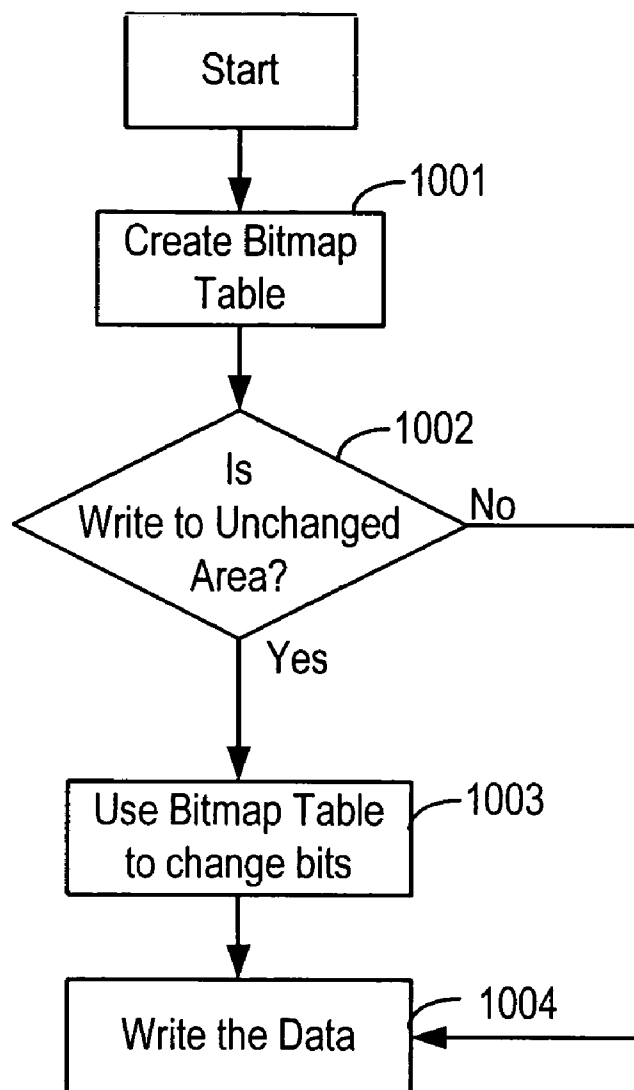 Start
1001
Create Bitmap
Table
1002
Is
Write to Unchanged
Area?
No
Yes
1003
Use Bitmap Table
to change bits
1004
Write the Data